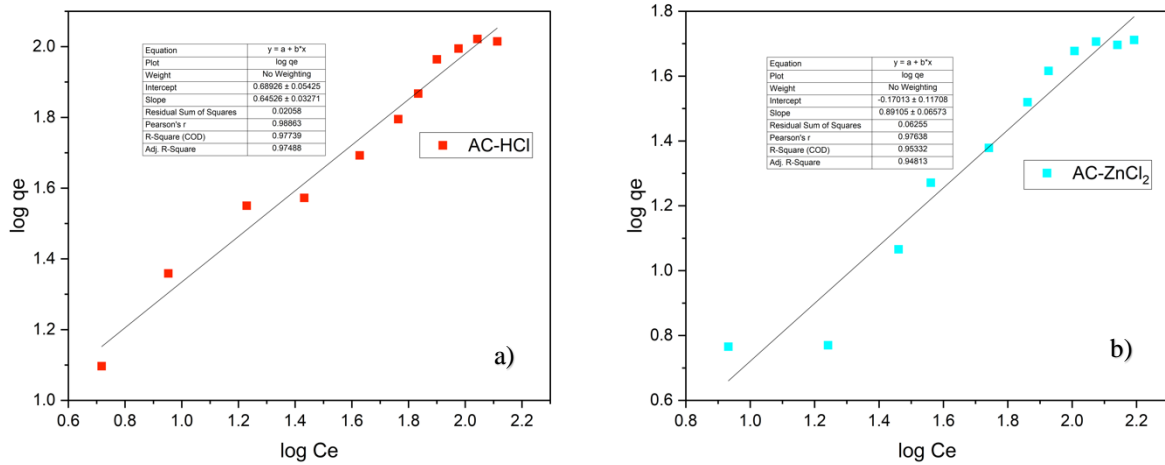 2.0
1.8
1.6
1.4
1.2
1.0
0.6 0.8 1.0 1.2 1.4 1.6 1.8 2.0 2.2
log qe
log Ce
Equation y = a + b*x
Plot log qe
Weight No Weighting
Intercept 0.68926 ± 0.05425
Slope 0.64526 ± 0.03271
Residual Sum of Squares 0.02058
Pearson's r 0.98863
R-Square (COD) 0.97739
Adj. R-Square 0.97488
AC-HCl
a)
1.8
1.6
1.4
1.2
1.0
0.8
0.6
0.8 1.0 1.2 1.4 1.6 1.8 2.0 2.2
log qe
log Ce
Equation y = a + b*x
Plot log qe
Weight No Weighting
Intercept -0.17013 ± 0.11708
Slope 0.89105 ± 0.06573
Residual Sum of Squares 0.06255
Pearson's r 0.97638
R-Square (COD) 0.95332
Adj. R-Square 0.94813
AC-ZnCl₂
b)